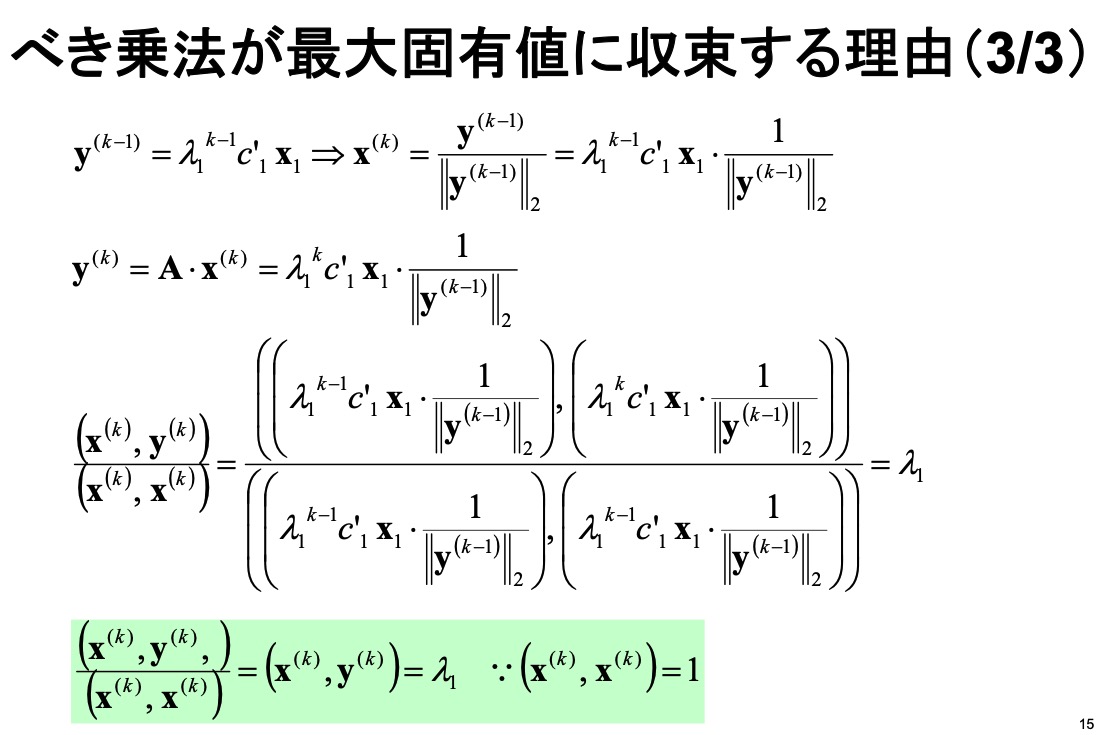 べき乗法が最大固有値に収束する理由（3/3）
$\mathbf{y}^{(k-1)} = \lambda_1^{k-1} c'_1 \mathbf{x}_1 \Rightarrow \mathbf{x}^{(k)} = \frac{\mathbf{y}^{(k-1)}}{\left\|\mathbf{y}^{(k-1)}\right\|_2} = \lambda_1^{k-1} c'_1 \mathbf{x}_1 \cdot \frac{1}{\left\|\mathbf{y}^{(k-1)}\right\|_2}$
$\mathbf{y}^{(k)} = \mathbf{A} \cdot \mathbf{x}^{(k)} = \lambda_1^{k} c'_1 \mathbf{x}_1 \cdot \frac{1}{\left\|\mathbf{y}^{(k-1)}\right\|_2}$
$\frac{\left(\mathbf{x}^{(k)}, \mathbf{y}^{(k)}\right)}{\left(\mathbf{x}^{(k)}, \mathbf{x}^{(k)}\right)} = \frac{\left(\left(\lambda_1^{k-1} c'_1 \mathbf{x}_1 \cdot \frac{1}{\left\|\mathbf{y}^{(k-1)}\right\|_2}\right), \left(\lambda_1^{k} c'_1 \mathbf{x}_1 \cdot \frac{1}{\left\|\mathbf{y}^{(k-1)}\right\|_2}\right)\right)}{\left(\left(\lambda_1^{k-1} c'_1 \mathbf{x}_1 \cdot \frac{1}{\left\|\mathbf{y}^{(k-1)}\right\|_2}\right), \left(\lambda_1^{k-1} c'_1 \mathbf{x}_1 \cdot \frac{1}{\left\|\mathbf{y}^{(k-1)}\right\|_2}\right)\right)} = \lambda_1$
$\frac{\left(\mathbf{x}^{(k)}, \mathbf{y}^{(k)},\right)}{\left(\mathbf{x}^{(k)}, \mathbf{x}^{(k)}\right)} = \left(\mathbf{x}^{(k)}, \mathbf{y}^{(k)}\right) = \lambda_1 \quad \because \left(\mathbf{x}^{(k)}, \mathbf{x}^{(k)}\right) = 1$
15